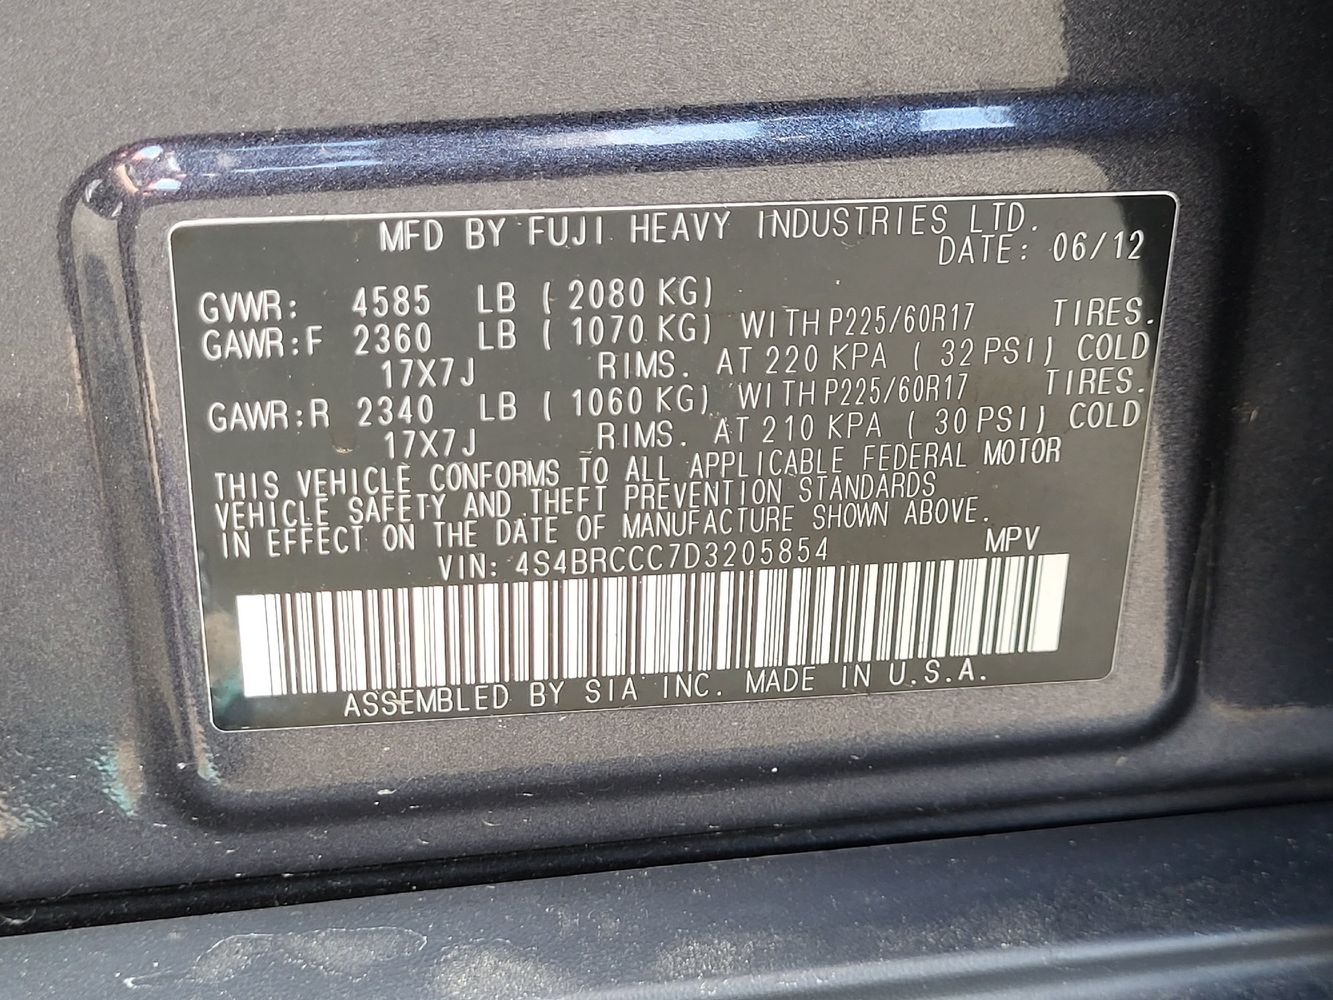 MFD BY FUJI HEAVY INDUSTRIES LTD.
DATE: 06/12
GVWR: 4585 LB ( 2080 KG)
GAWR:F 2360 LB ( 1070 KG) WITH P225/60R17 TIRES.
17X7J RIMS. AT 220 KPA ( 32 PSI) COLD
GAWR:R 2340 LB ( 1060 KG) WITH P225/60R17 TIRES.
17X7J RIMS. AT 210 KPA ( 30 PSI) COLD
THIS VEHICLE CONFORMS TO ALL APPLICABLE FEDERAL MOTOR
VEHICLE SAFETY AND THEFT PREVENTION STANDARDS
IN EFFECT ON THE DATE OF MANUFACTURE SHOWN ABOVE.
VIN: 4S4BRCCC7D3205854 MPV
ASSEMBLED BY SIA INC. MADE IN U.S.A.